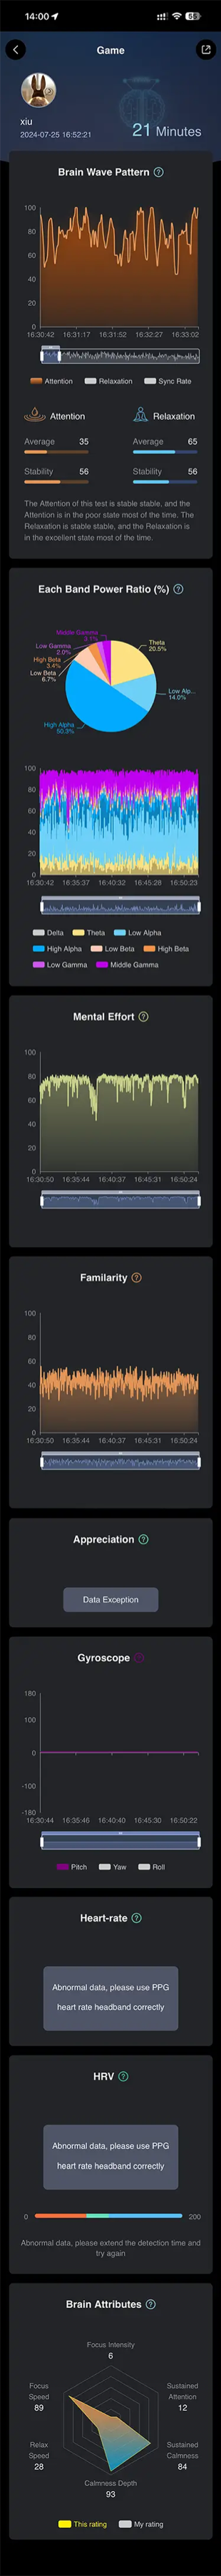 14:00
56
Game
xiu
2024-07-25 16:52:21
21 Minutes
Brain Wave Pattern ?
100
80
60
40
20
0
16:30:42 16:31:17 16:31:52 16:32:27 16:33:02
Attention Relaxation Sync Rate
Attention Relaxation
Average 35 Average 65
Stability 56 Stability 56
The Attention of this test is stable stable, and the
Attention is in the poor state most of the time. The
Relaxation is stable stable, and the Relaxation is
in the excellent state most of the time.
Each Band Power Ratio (%) ?
Middle Gamma
3.1%
Low Gamma
2.0%
High Beta
3.4%
Low Beta
6.7%
Theta
20.5%
Low Alp...
14.0%
High Alpha
50.3%
100
80
60
40
20
0
16:30:42 16:35:37 16:40:32 16:45:28 16:50:23
Delta Theta Low Alpha
High Alpha Low Beta High Beta
Low Gamma Middle Gamma
Mental Effort ?
100
80
60
40
20
0
16:30:50 16:35:44 16:40:37 16:45:31 16:50:24
Familarity ?
100
80
60
40
20
0
16:30:50 16:35:44 16:40:37 16:45:31 16:50:24
Appreciation ?
Data Exception
Gyroscope
180
100
0
-100
-180
16:30:44 16:35:46 16:40:40 16:45:30 16:50:22
Pitch Yaw Roll
Heart-rate ?
Abnormal data, please use PPG
heart rate headband correctly
HRV ?
Abnormal data, please use PPG
heart rate headband correctly
0 200
Abnormal data, please extend the detection time and
try again
Brain Attributes ?
Focus Intensity
6
Focus
Speed
89
Sustained
Attention
12
Relax
Speed
28
Sustained
Calmness
84
Calmness Depth
93
This rating My rating